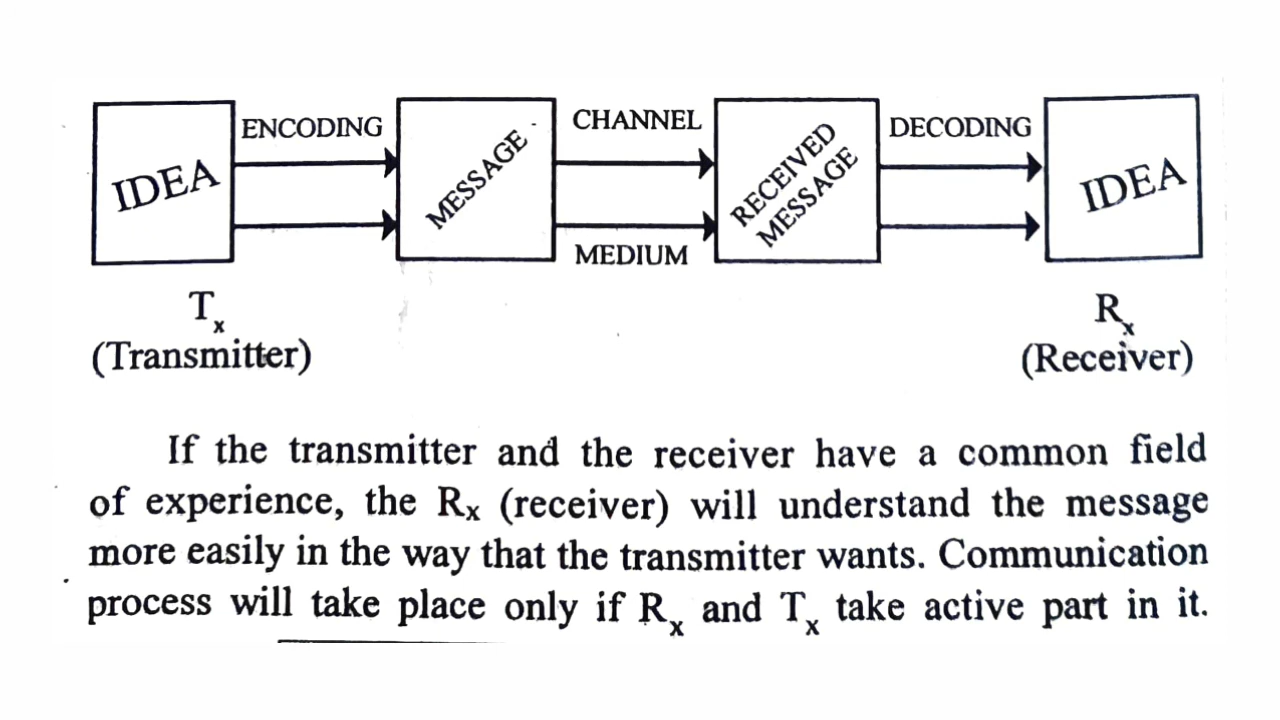 ENCODING
CHANNEL
DECODING
IDEA
MESSAGE
RECEIVED
MESSAGE
IDEA
MEDIUM
Tx
(Transmitter)
Rx
(Receiver)
If the transmitter and the receiver have a common field
of experience, the Rx (receiver) will understand the message
more easily in the way that the transmitter wants. Communication
process will take place only if Rx and Tx take active part in it.